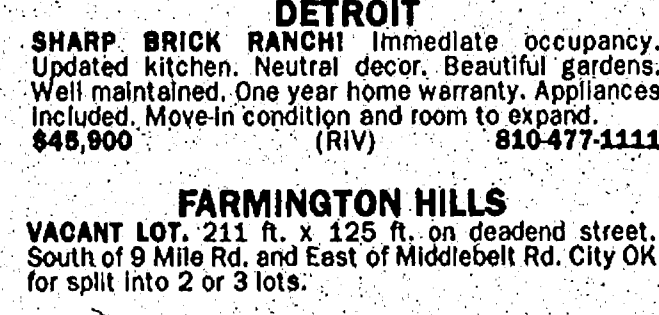 DETROIT
SHARP BRICK RANCH! Immediate occupancy.
Updated kitchen. Neutral decor. Beautiful gardens.
Well maintained. One year home warranty. Appliances
Included. Move-in condition and room to expand.
$45,900 (RIV) 810-477-1111
FARMINGTON HILLS
VACANT LOT. 211 ft. x 125 ft. on deadend street.
South of 9 Mile Rd. and East of Middlebelt Rd. City OK
for split into 2 or 3 lots.